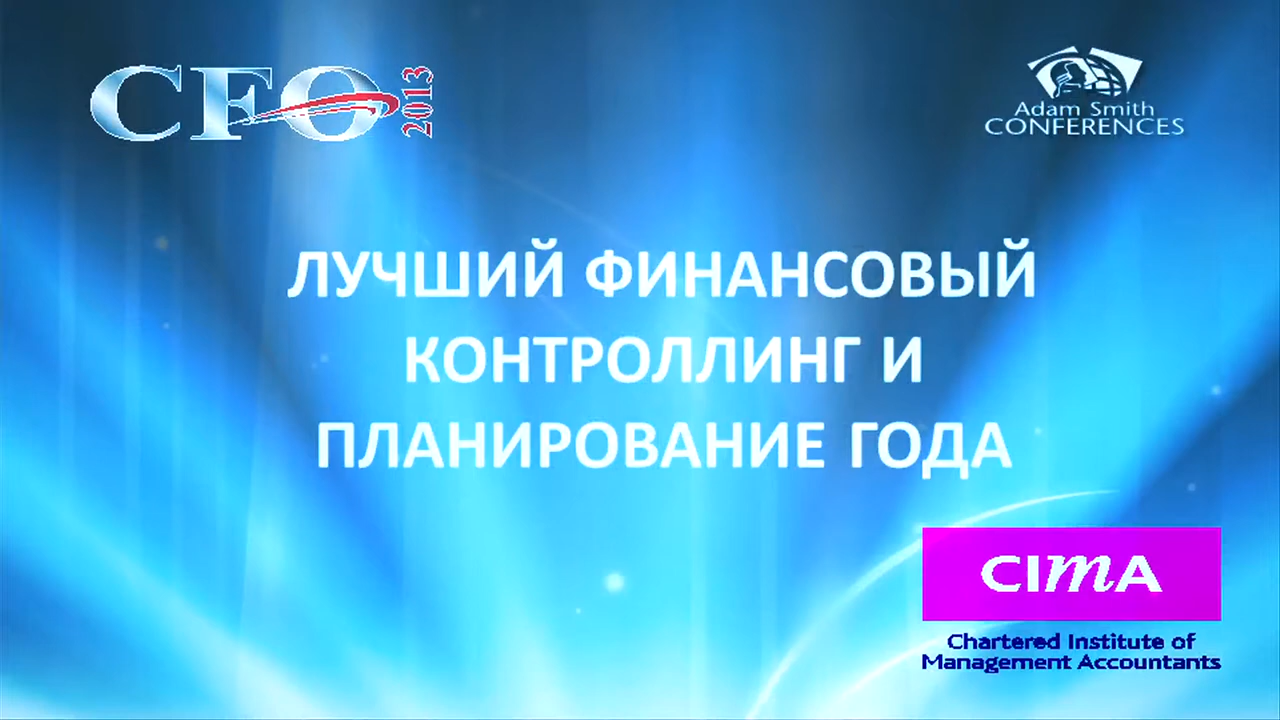 CFO 2013
Adam Smith
CONFERENCES
ЛУЧШИЙ ФИНАНСОВЫЙ
КОНТРОЛЛИНГ И
ПЛАНИРОВАНИЕ ГОДА
CIMA
Chartered Institute of
Management Accountants